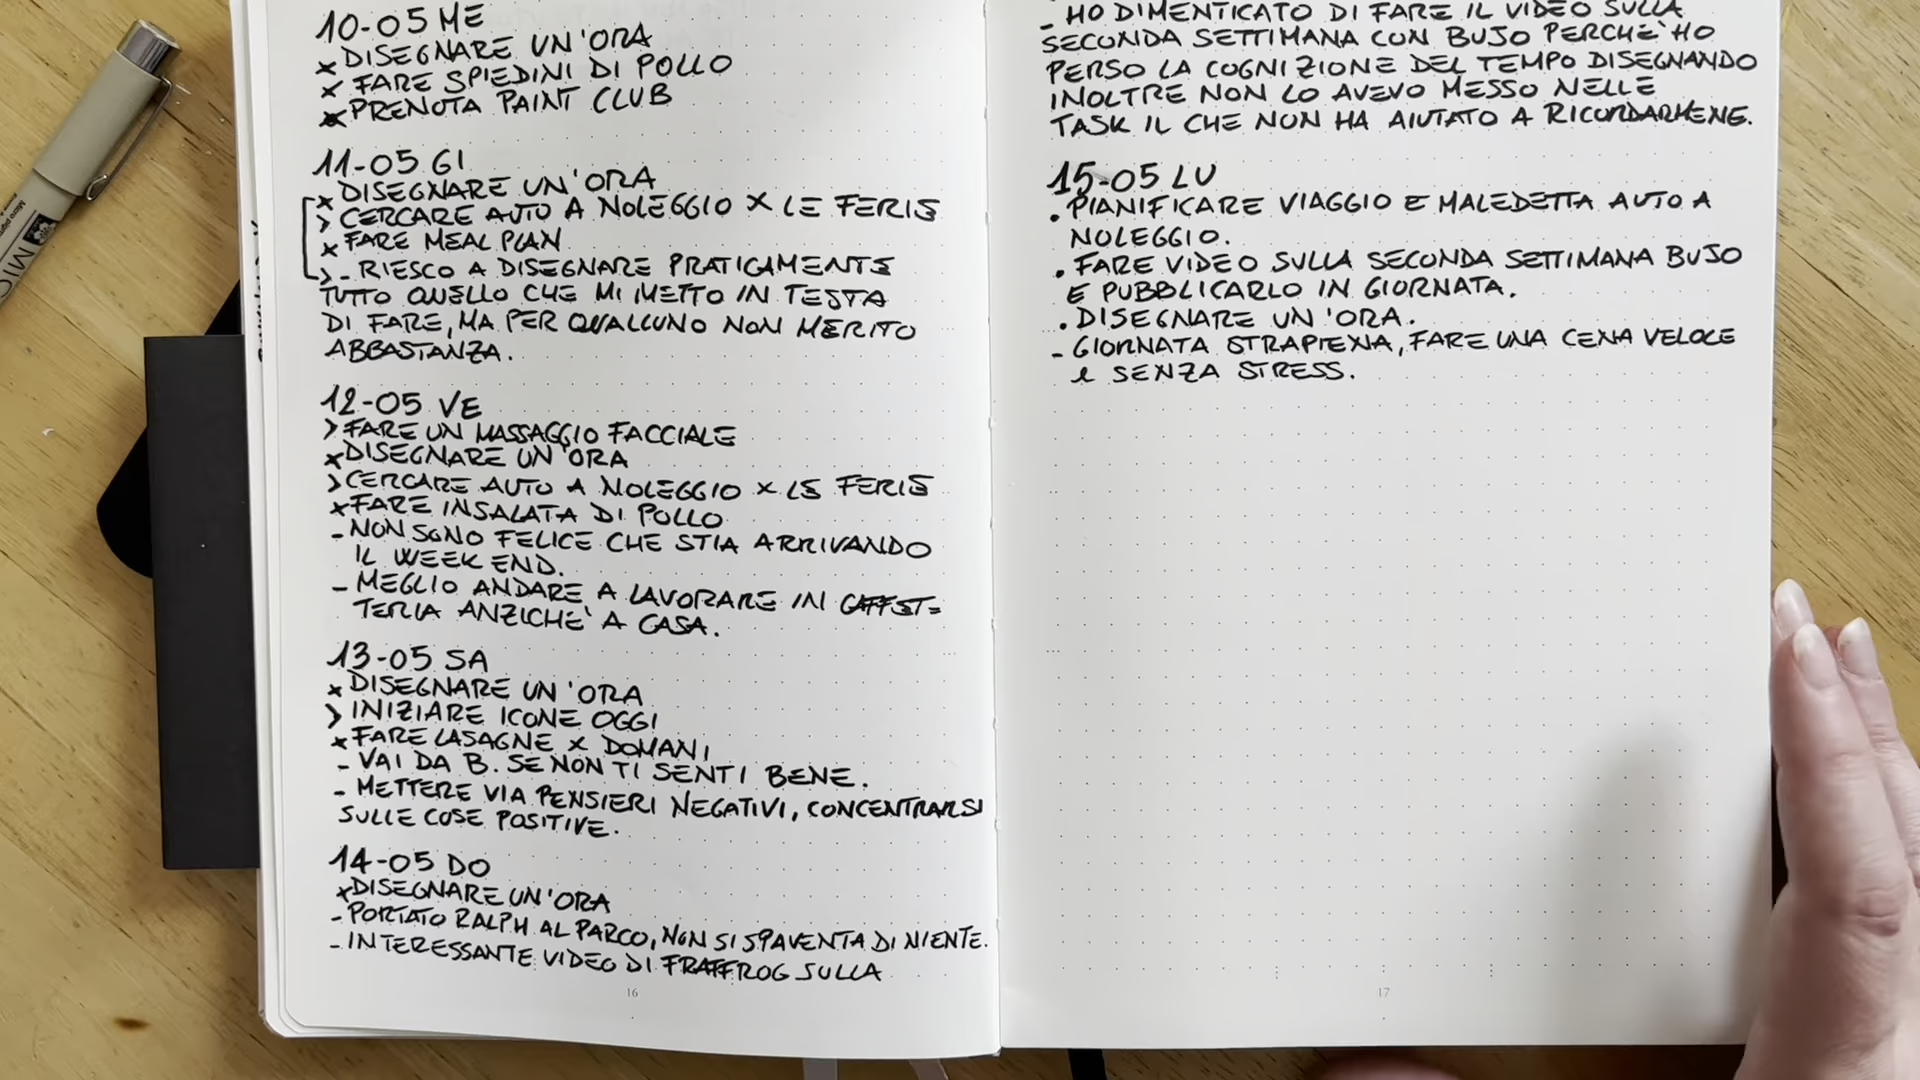 10-05 ME
× DISEGNARE UN'ORA
× FARE SPIEDINI DI POLLO
× PRENOTA PAINT CLUB
11-05 GI
× DISEGNARE UN'ORA
> CERCARE AUTO A NOLEGGIO × LE FERIE
× FARE MEAL PLAN
> - RIESCO A DISEGNARE PRATICAMENTE
TUTTO QUELLO CHE MI METTO IN TESTA
DI FARE, MA PER QUALCUNO NON MERITO
ABBASTANZA.
12-05 VE
> FARE UN MASSAGGIO FACCIALE
× DISEGNARE UN'ORA
> CERCARE AUTO A NOLEGGIO × LE FERIE
× FARE INSALATA DI POLLO
- NON SONO FELICE CHE STIA ARRIVANDO
IL WEEK END.
- MEGLIO ANDARE A LAVORARE IN CAFFET=
TERIA ANZICHE' A CASA.
13-05 SA
× DISEGNARE UN'ORA
> INIZIARE ICONE OGGI
× FARE LASAGNE × DOMANI
- VAI DA B. SE NON TI SENTI BENE.
- METTERE VIA PENSIERI NEGATIVI, CONCENTRARSI
SULLE COSE POSITIVE.
14-05 DO
× DISEGNARE UN'ORA
- PORTATO RALPH AL PARCO, NON SI SPAVENTA DI NIENTE.
- INTERESSANTE VIDEO DI FRAFFROG SULLA
16
- HO DIMENTICATO DI FARE IL VIDEO SULLA
SECONDA SETTIMANA CON BUJO PERCHE' HO
PERSO LA COGNIZIONE DEL TEMPO DISEGNANDO
INOLTRE NON LO AVEVO MESSO NELLE
TASK IL CHE NON HA AIUTATO A RICORDARMENE.
15-05 LU
• PIANIFICARE VIAGGIO E MALEDETTA AUTO A
NOLEGGIO.
• FARE VIDEO SULLA SECONDA SETTIMANA BUJO
E PUBBLICARLO IN GIORNATA.
• DISEGNARE UN'ORA.
- GIORNATA STRAPIENA, FARE UNA CENA VELOCE
e SENZA STRESS.
17